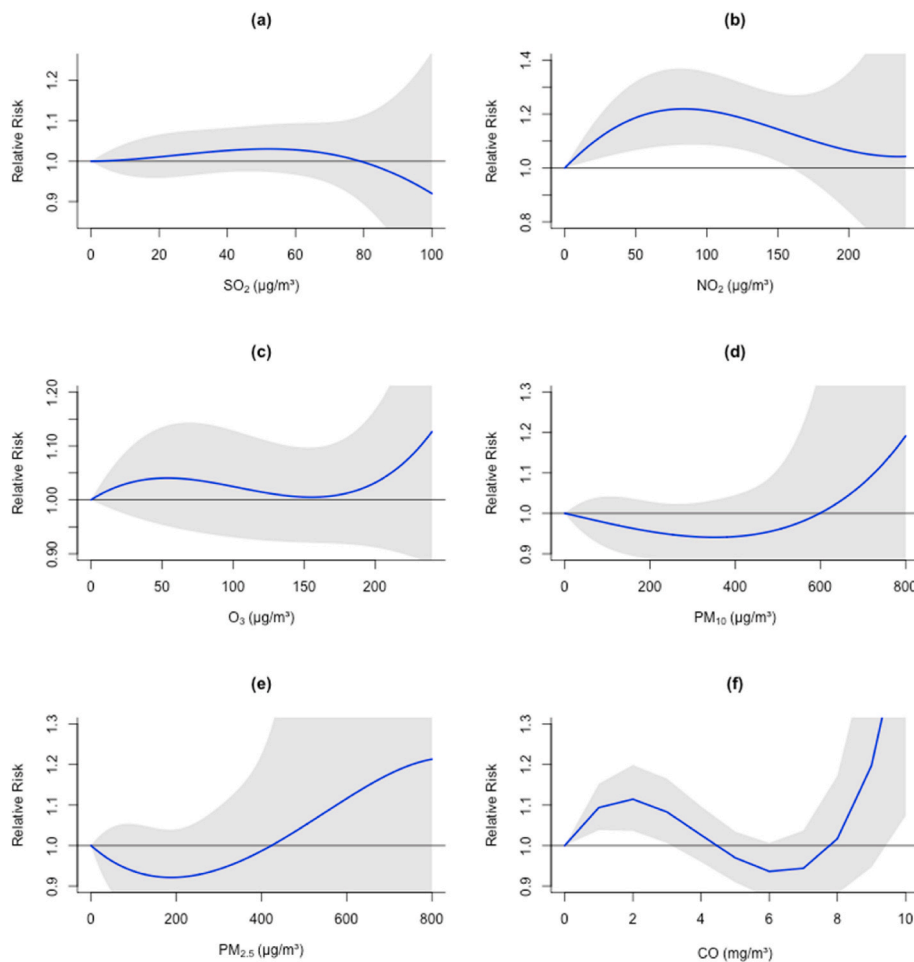 (a)
Relative Risk
0.9 1.0 1.2
0 20 40 60 80 100
SO₂ (µg/m³)
(b)
Relative Risk
0.8 1.0 1.2 1.4
0 50 100 150 200
NO₂ (µg/m³)
(c)
Relative Risk
0.90 1.00 1.10 1.20
0 50 100 150 200
O₃ (µg/m³)
(d)
Relative Risk
0.9 1.0 1.1 1.2 1.3
0 200 400 600 800
PM₁₀ (µg/m³)
(e)
Relative Risk
0.9 1.0 1.1 1.2 1.3
0 200 400 600 800
PM₂.₅ (µg/m³)
(f)
Relative Risk
0.9 1.0 1.1 1.2 1.3
0 2 4 6 8 10
CO (mg/m³)